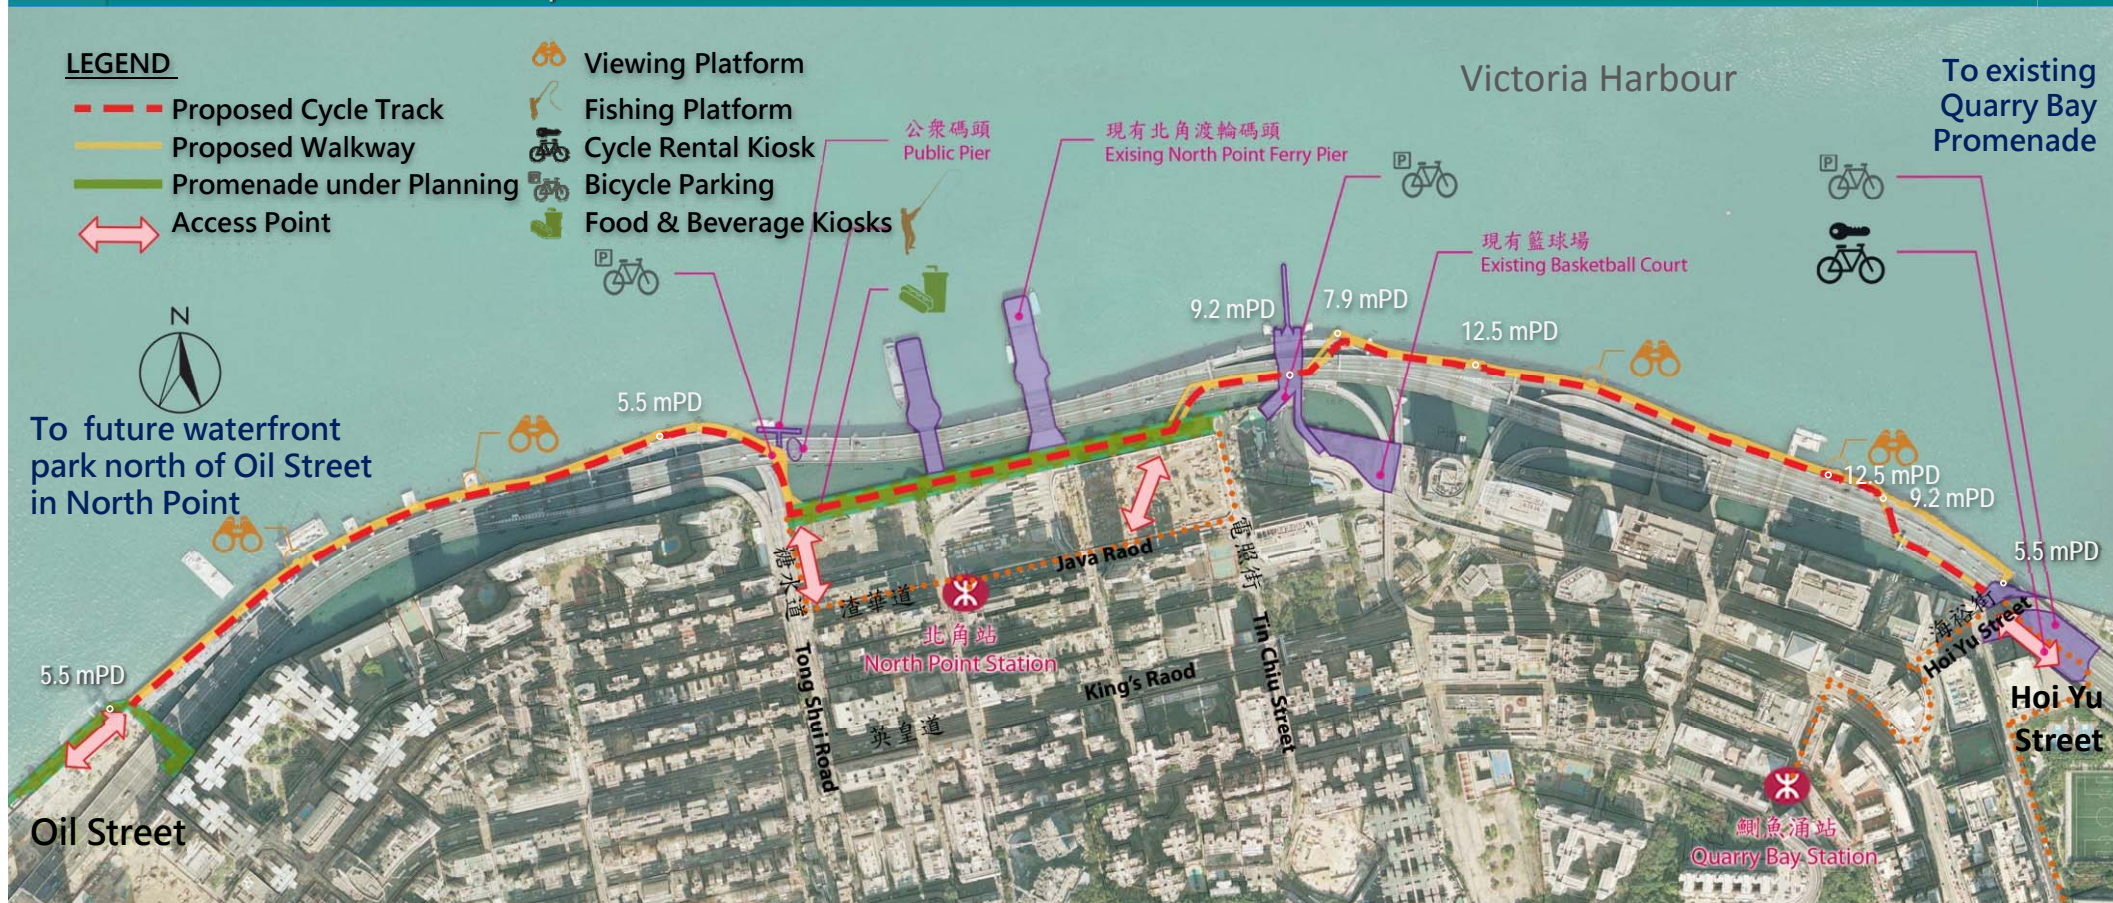 LEGEND
Proposed Cycle Track
Proposed Walkway
Promenade under Planning
Access Point
Viewing Platform
Fishing Platform
Cycle Rental Kiosk
Bicycle Parking
Food & Beverage Kiosks
Victoria Harbour
To existing
Quarry Bay
Promenade
公眾碼頭
Public Pier
現有北角渡輪碼頭
Exising North Point Ferry Pier
P
P
P
現有籃球場
Existing Basketball Court
N
To future waterfront
park north of Oil Street
in North Point
5.5 mPD
9.2 mPD
7.9 mPD
12.5 mPD
12.5 mPD
9.2 mPD
5.5 mPD
5.5 mPD
糖水道
Tong Shui Road
渣華道
Java Raod
電照街
Tin Chiu Street
北角站
North Point Station
King's Raod
英皇道
海裕街
Hoi Yu Street
Hoi Yu
Street
鰂魚涌站
Quarry Bay Station
Oil Street